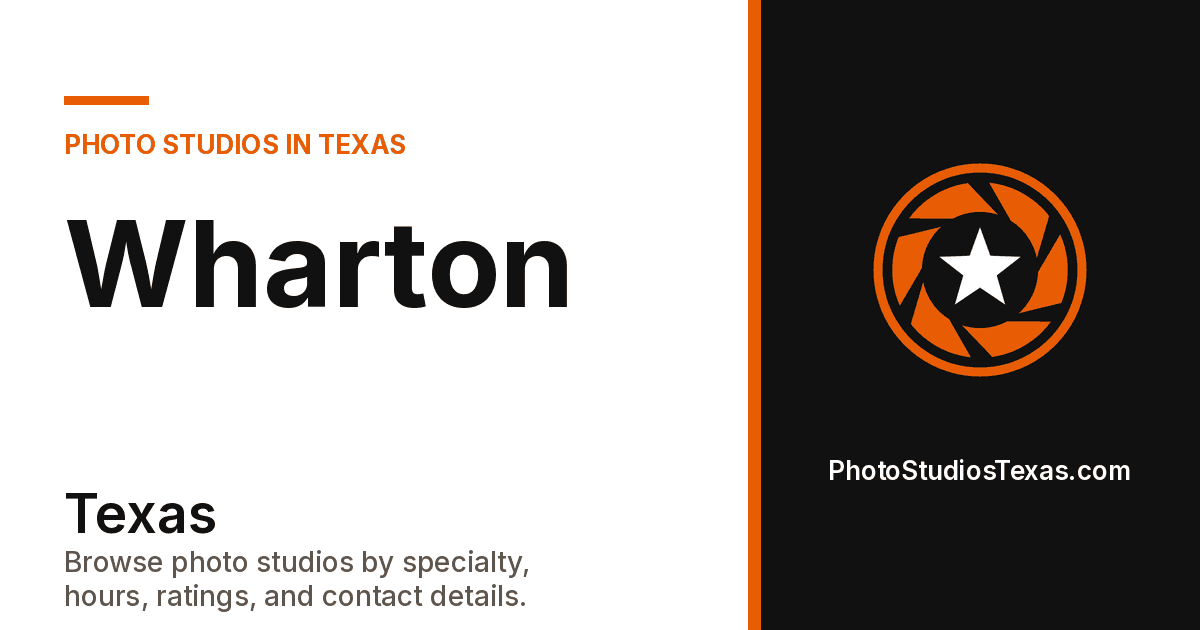 PHOTO STUDIOS IN TEXAS
Wharton
Texas
Browse photo studios by specialty,
hours, ratings, and contact details.
PhotoStudiosTexas.com